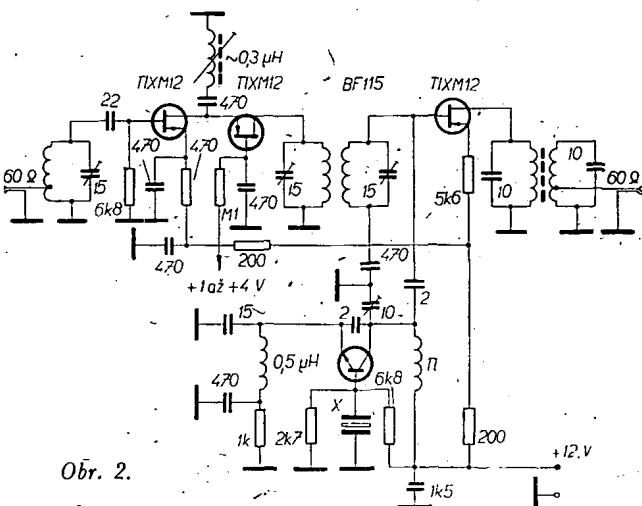 ~0,3 µH
TIXM12
TIXM12
BF115
TIXM12
470
22
470
470
60 Ω
15
6k8
M1
470
15
15
5k6
10
10
60 Ω
470
200
+1 až +4 V
470
2
15
2
10
0,5 µH
6k8
Tl
470
X
1k
2k7
200
+12 V
1k5
Obr. 2.